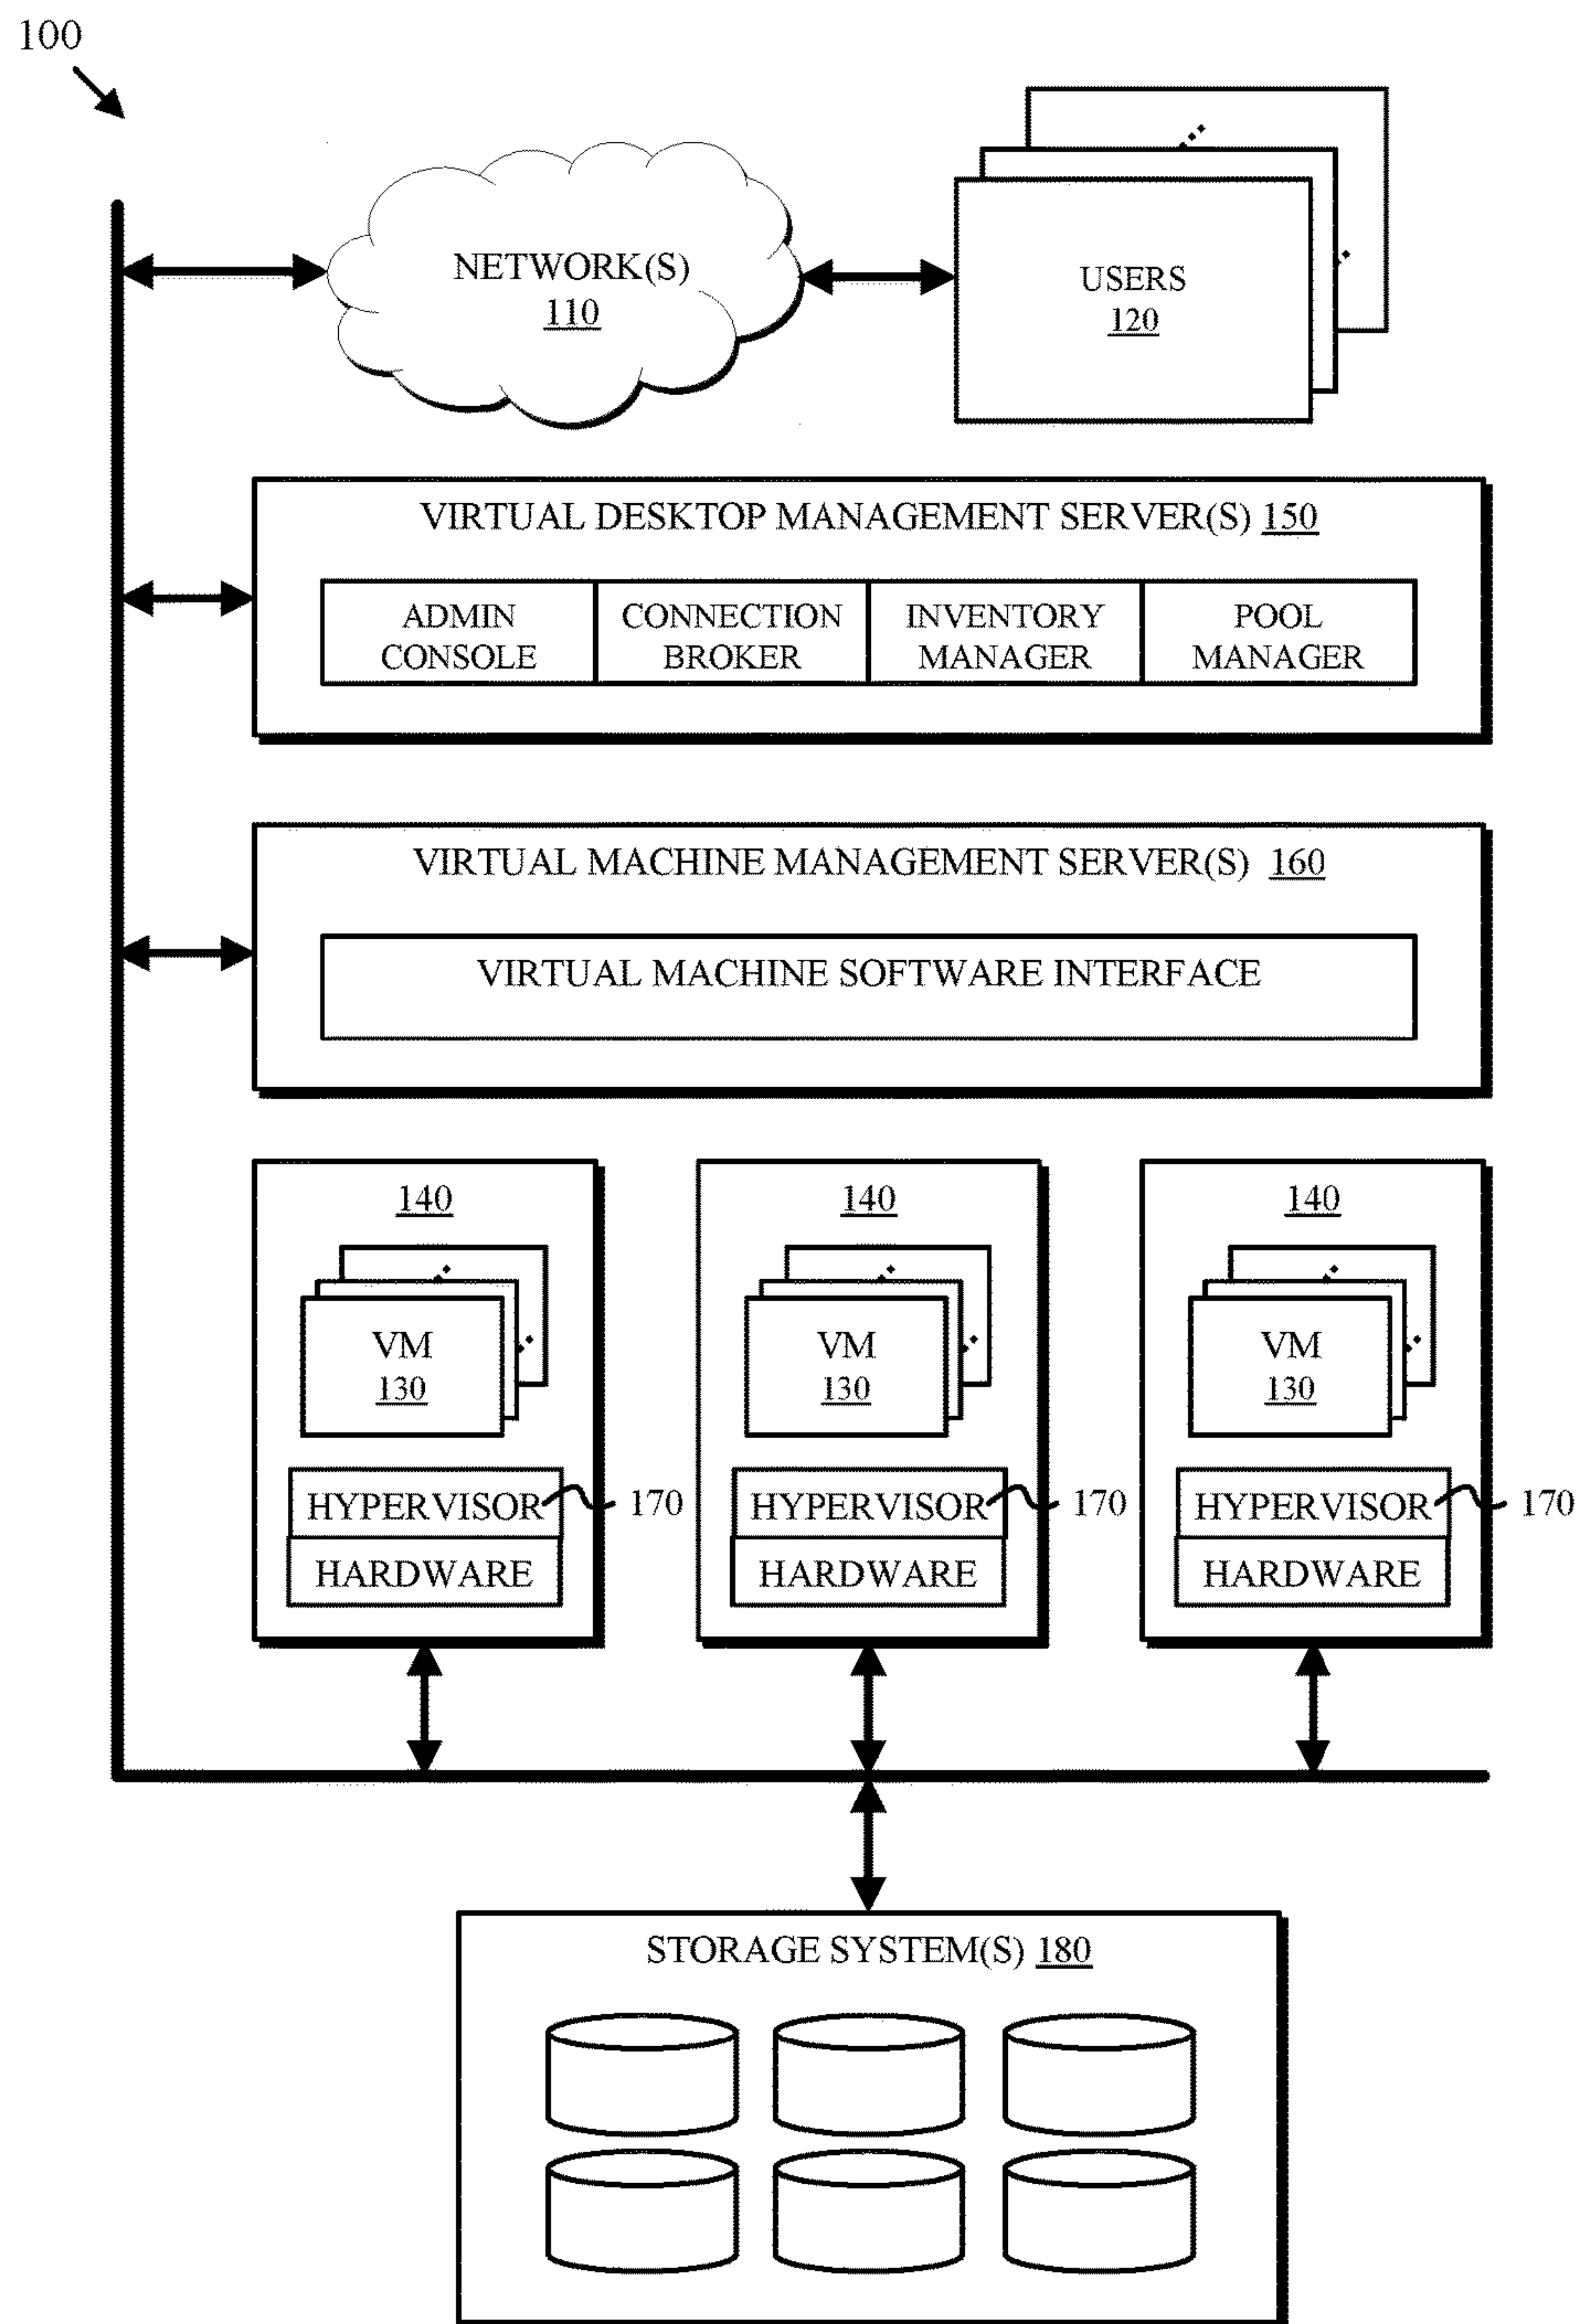 100
NETWORK(S)
110
USERS
120
VIRTUAL DESKTOP MANAGEMENT SERVER(S) 150
ADMIN
CONSOLE
CONNECTION
BROKER
INVENTORY
MANAGER
POOL
MANAGER
VIRTUAL MACHINE MANAGEMENT SERVER(S) 160
VIRTUAL MACHINE SOFTWARE INTERFACE
140
VM
130
HYPERVISOR
170
HARDWARE
140
VM
130
HYPERVISOR
170
HARDWARE
140
VM
130
HYPERVISOR
170
HARDWARE
STORAGE SYSTEM(S) 180